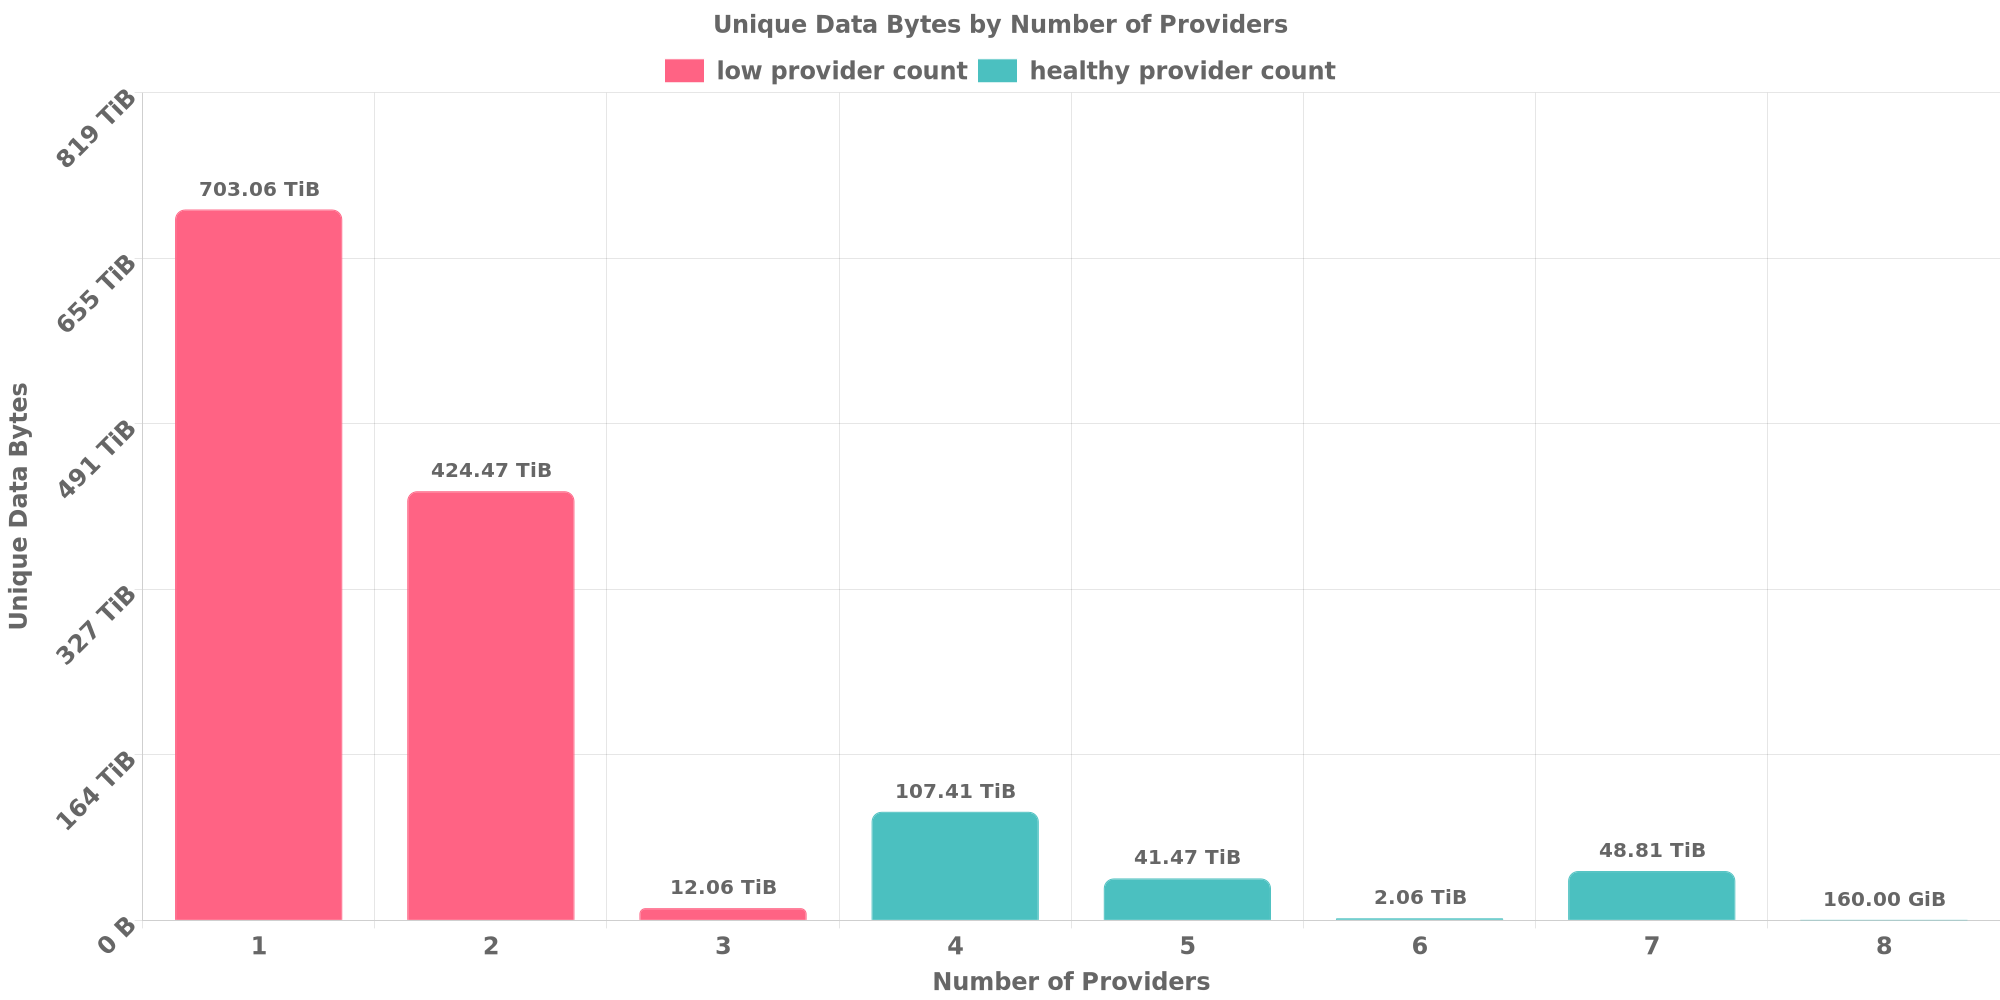 Unique Data Bytes by Number of Providers
low provider count healthy provider count
819 TiB
655 TiB
491 TiB
327 TiB
164 TiB
0 B
Unique Data Bytes
703.06 TiB
424.47 TiB
12.06 TiB
107.41 TiB
41.47 TiB
2.06 TiB
48.81 TiB
160.00 GiB
1 2 3 4 5 6 7 8
Number of Providers